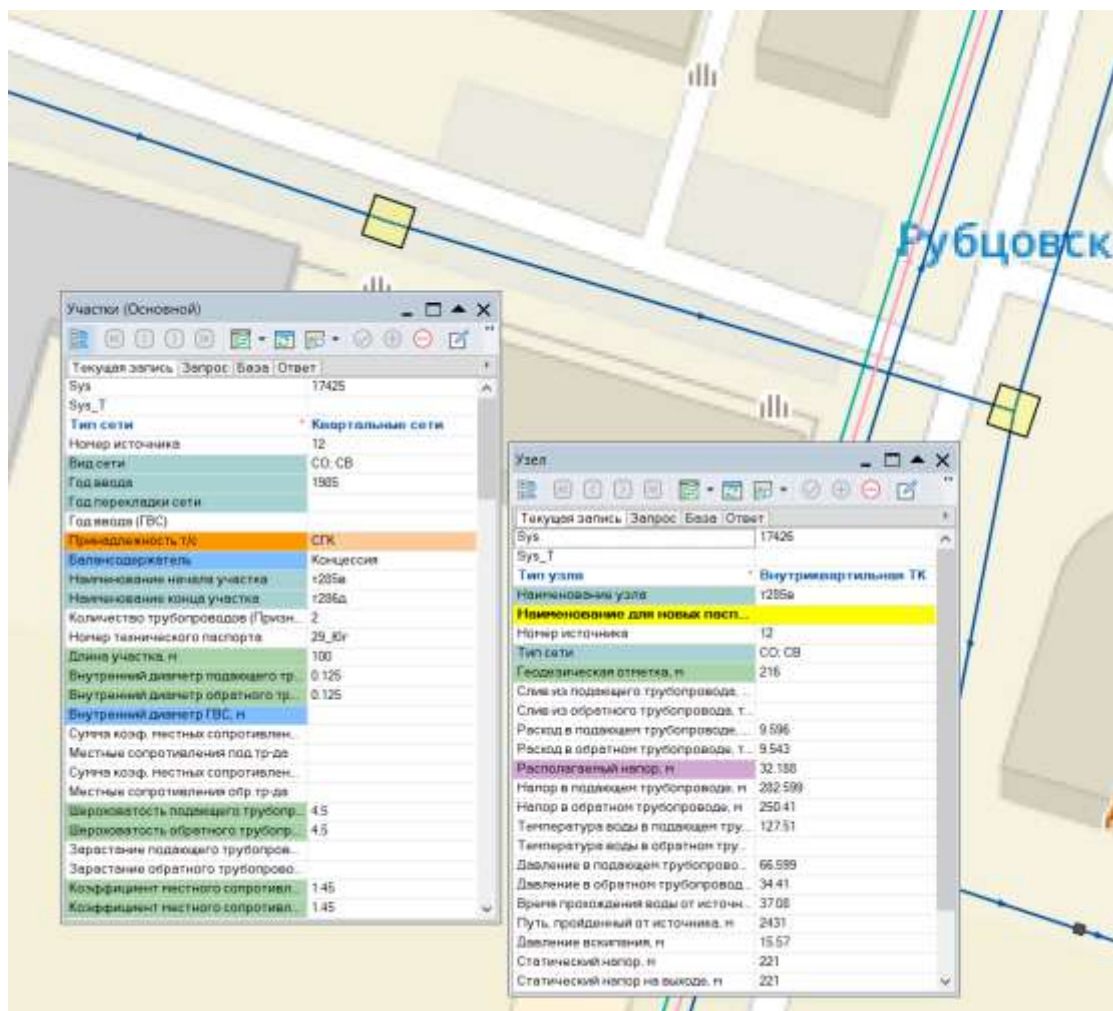 Рубцовск
Участки (Основной)
Текущая запись Запрос База Ответ
Sys 17425
Sys_T
Тип сети * Квартальные сети
Номер источника 12
Вид сети СО; СВ
Год ввода 1985
Год перекладки сети
Год ввода (ГВС)
Принадлежность т/с СГК
Балансодержатель Концессия
Наименование начала участка т285в
Наименование конца участка т286д
Количество трубопроводов (Призн...
2
Номер технического паспорта 29_Юг
Длина участка, м 100
Внутренний диаметр подающего тр... 0.125
Внутренний диаметр обратного тр... 0.125
Внутренний диаметр ГВС, м
Сумма коэф. местных сопротивлен...
Местные сопротивления под.тр-да
Сумма коэф. местных сопротивлен...
Местные сопротивления обр.тр-да
Шероховатость подающего трубопр... 4.5
Шероховатость обратного трубопр... 4.5
Зарастание подающего трубопров...
Зарастание обратного трубопрово...
Коэффициент местного сопротивл... 1.45
Коэффициент местного сопротивл... 1.45
Узел
Текущая запись Запрос База Ответ
Sys 17426
Sys_T
Тип узла * Внутриквартильная ТК
Наименование узла т285в
Наименование для новых пасп...
Номер источника 12
Тип сети СО; СВ
Геодезическая отметка, м 216
Слив из подающего трубопровода, ...
Слив из обратного трубопровода, т...
Расход в подающем трубопроводе, ... 9.596
Расход в обратном трубопроводе, т... 9.543
Располагаемый напор, м 32.188
Напор в подающем трубопроводе, м 282.599
Напор в обратном трубопроводе, м 250.41
Температура воды в подающем тру... 127.51
Температура воды в обратном тру...
Давление в подающем трубопрово... 66.599
Давление в обратном трубопровод... 34.41
Время прохождения воды от источн... 37.08
Путь, пройденный от источника, м 2431
Давление вскипания, м 15.57
Статический напор, м 221
Статический напор на выходе, м 221